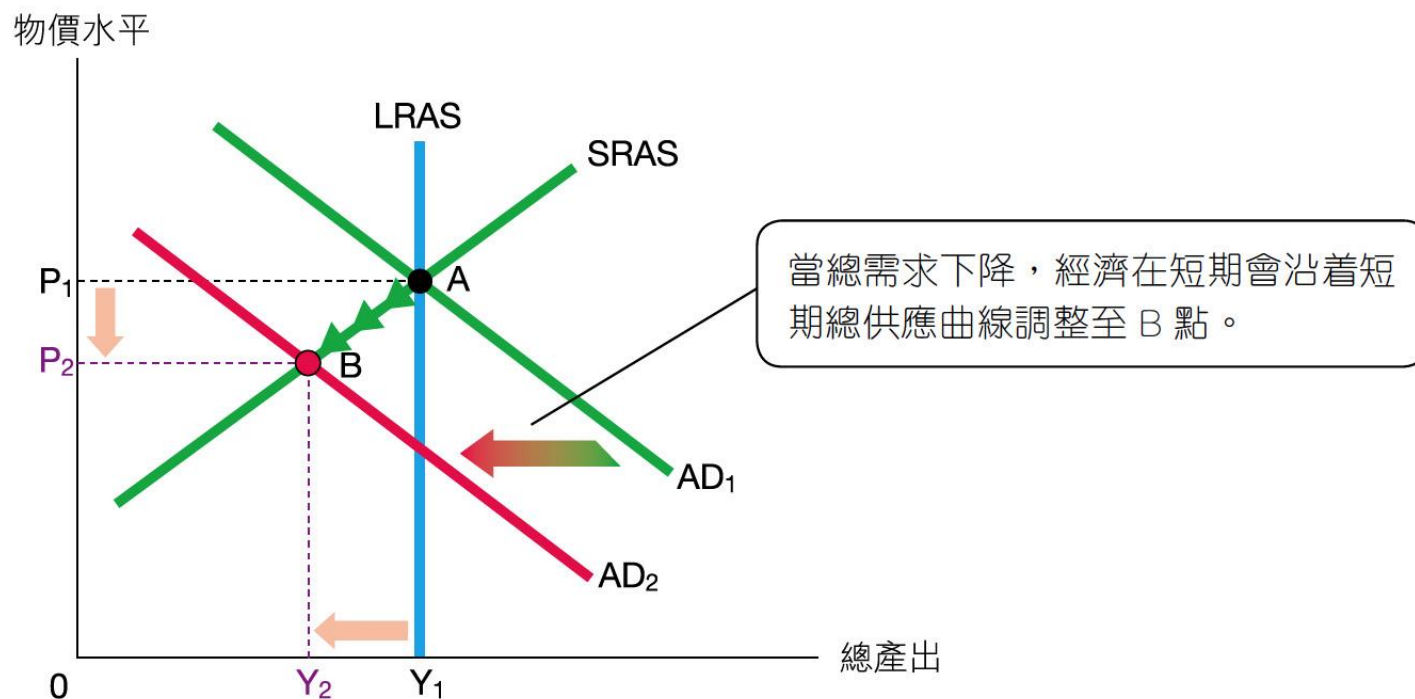 物價水平
LRAS
SRAS
P₁
A
當總需求下降，經濟在短期會沿着短
期總供應曲線調整至 B 點。
P₂
B
AD₁
AD₂
總產出
0
Y₂
Y₁